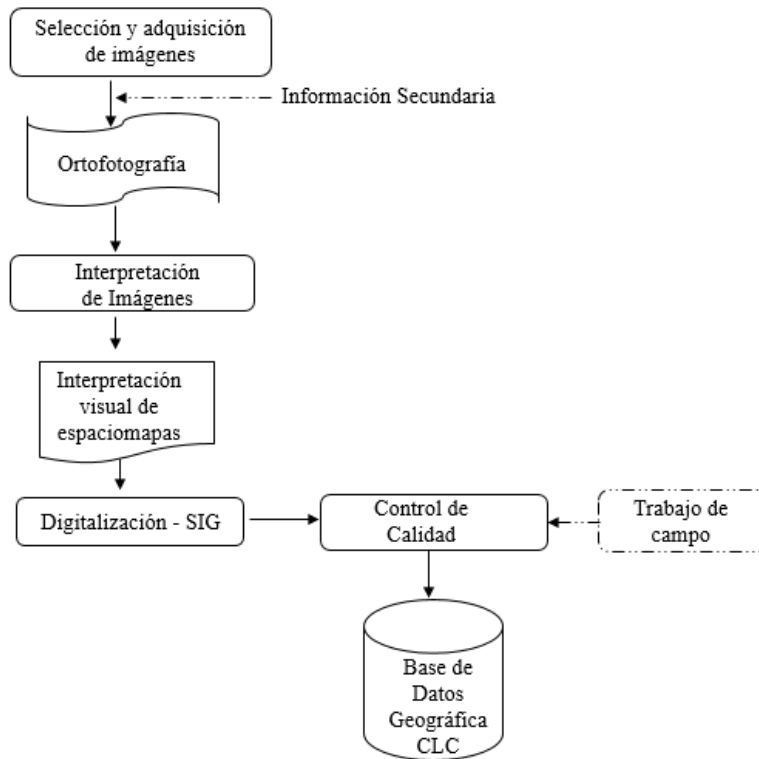 Selección y adquisición
de imágenes
Información Secundaria
Ortofotografía
Interpretación
de Imágenes
Interpretación
visual de
espaciomapas
Digitalización - SIG
Control de
Calidad
Trabajo de
campo
Base de
Datos
Geográfica
CLC